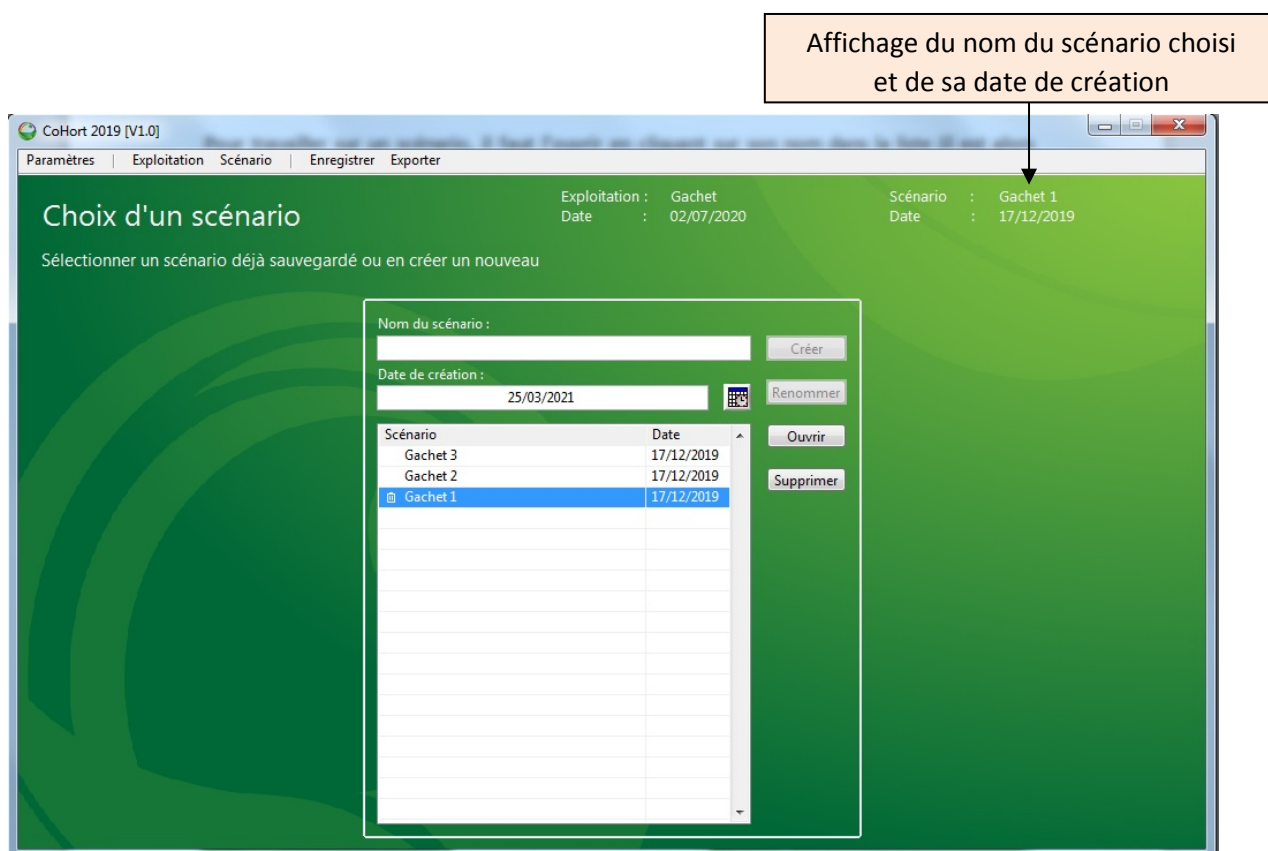 Affichage du nom du scénario choisi
et de sa date de création
CoHort 2019 [V1.0]
Paramètres | Exploitation Scénario | Enregistrer Exporter
Exploitation : Gachet Scénario : Gachet 1
Date : 02/07/2020 Date : 17/12/2019
Choix d'un scénario
Sélectionner un scénario déjà sauvegardé ou en créer un nouveau
Nom du scénario :
Créer
Date de création :
25/03/2021
Renommer
Scénario Date
Ouvrir
Gachet 3 17/12/2019
Gachet 2 17/12/2019
Supprimer
Gachet 1 17/12/2019